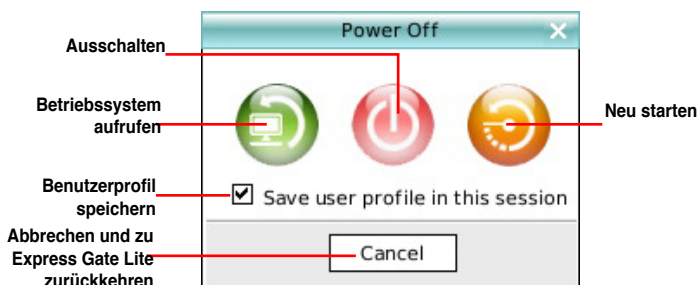 Power Off
Ausschalten
Betriebssystem
aufrufen
Neu starten
Benutzerprofil
speichern
Save user profile in this session
Abbrechen und zu
Express Gate Lite
zurückkehren
Cancel